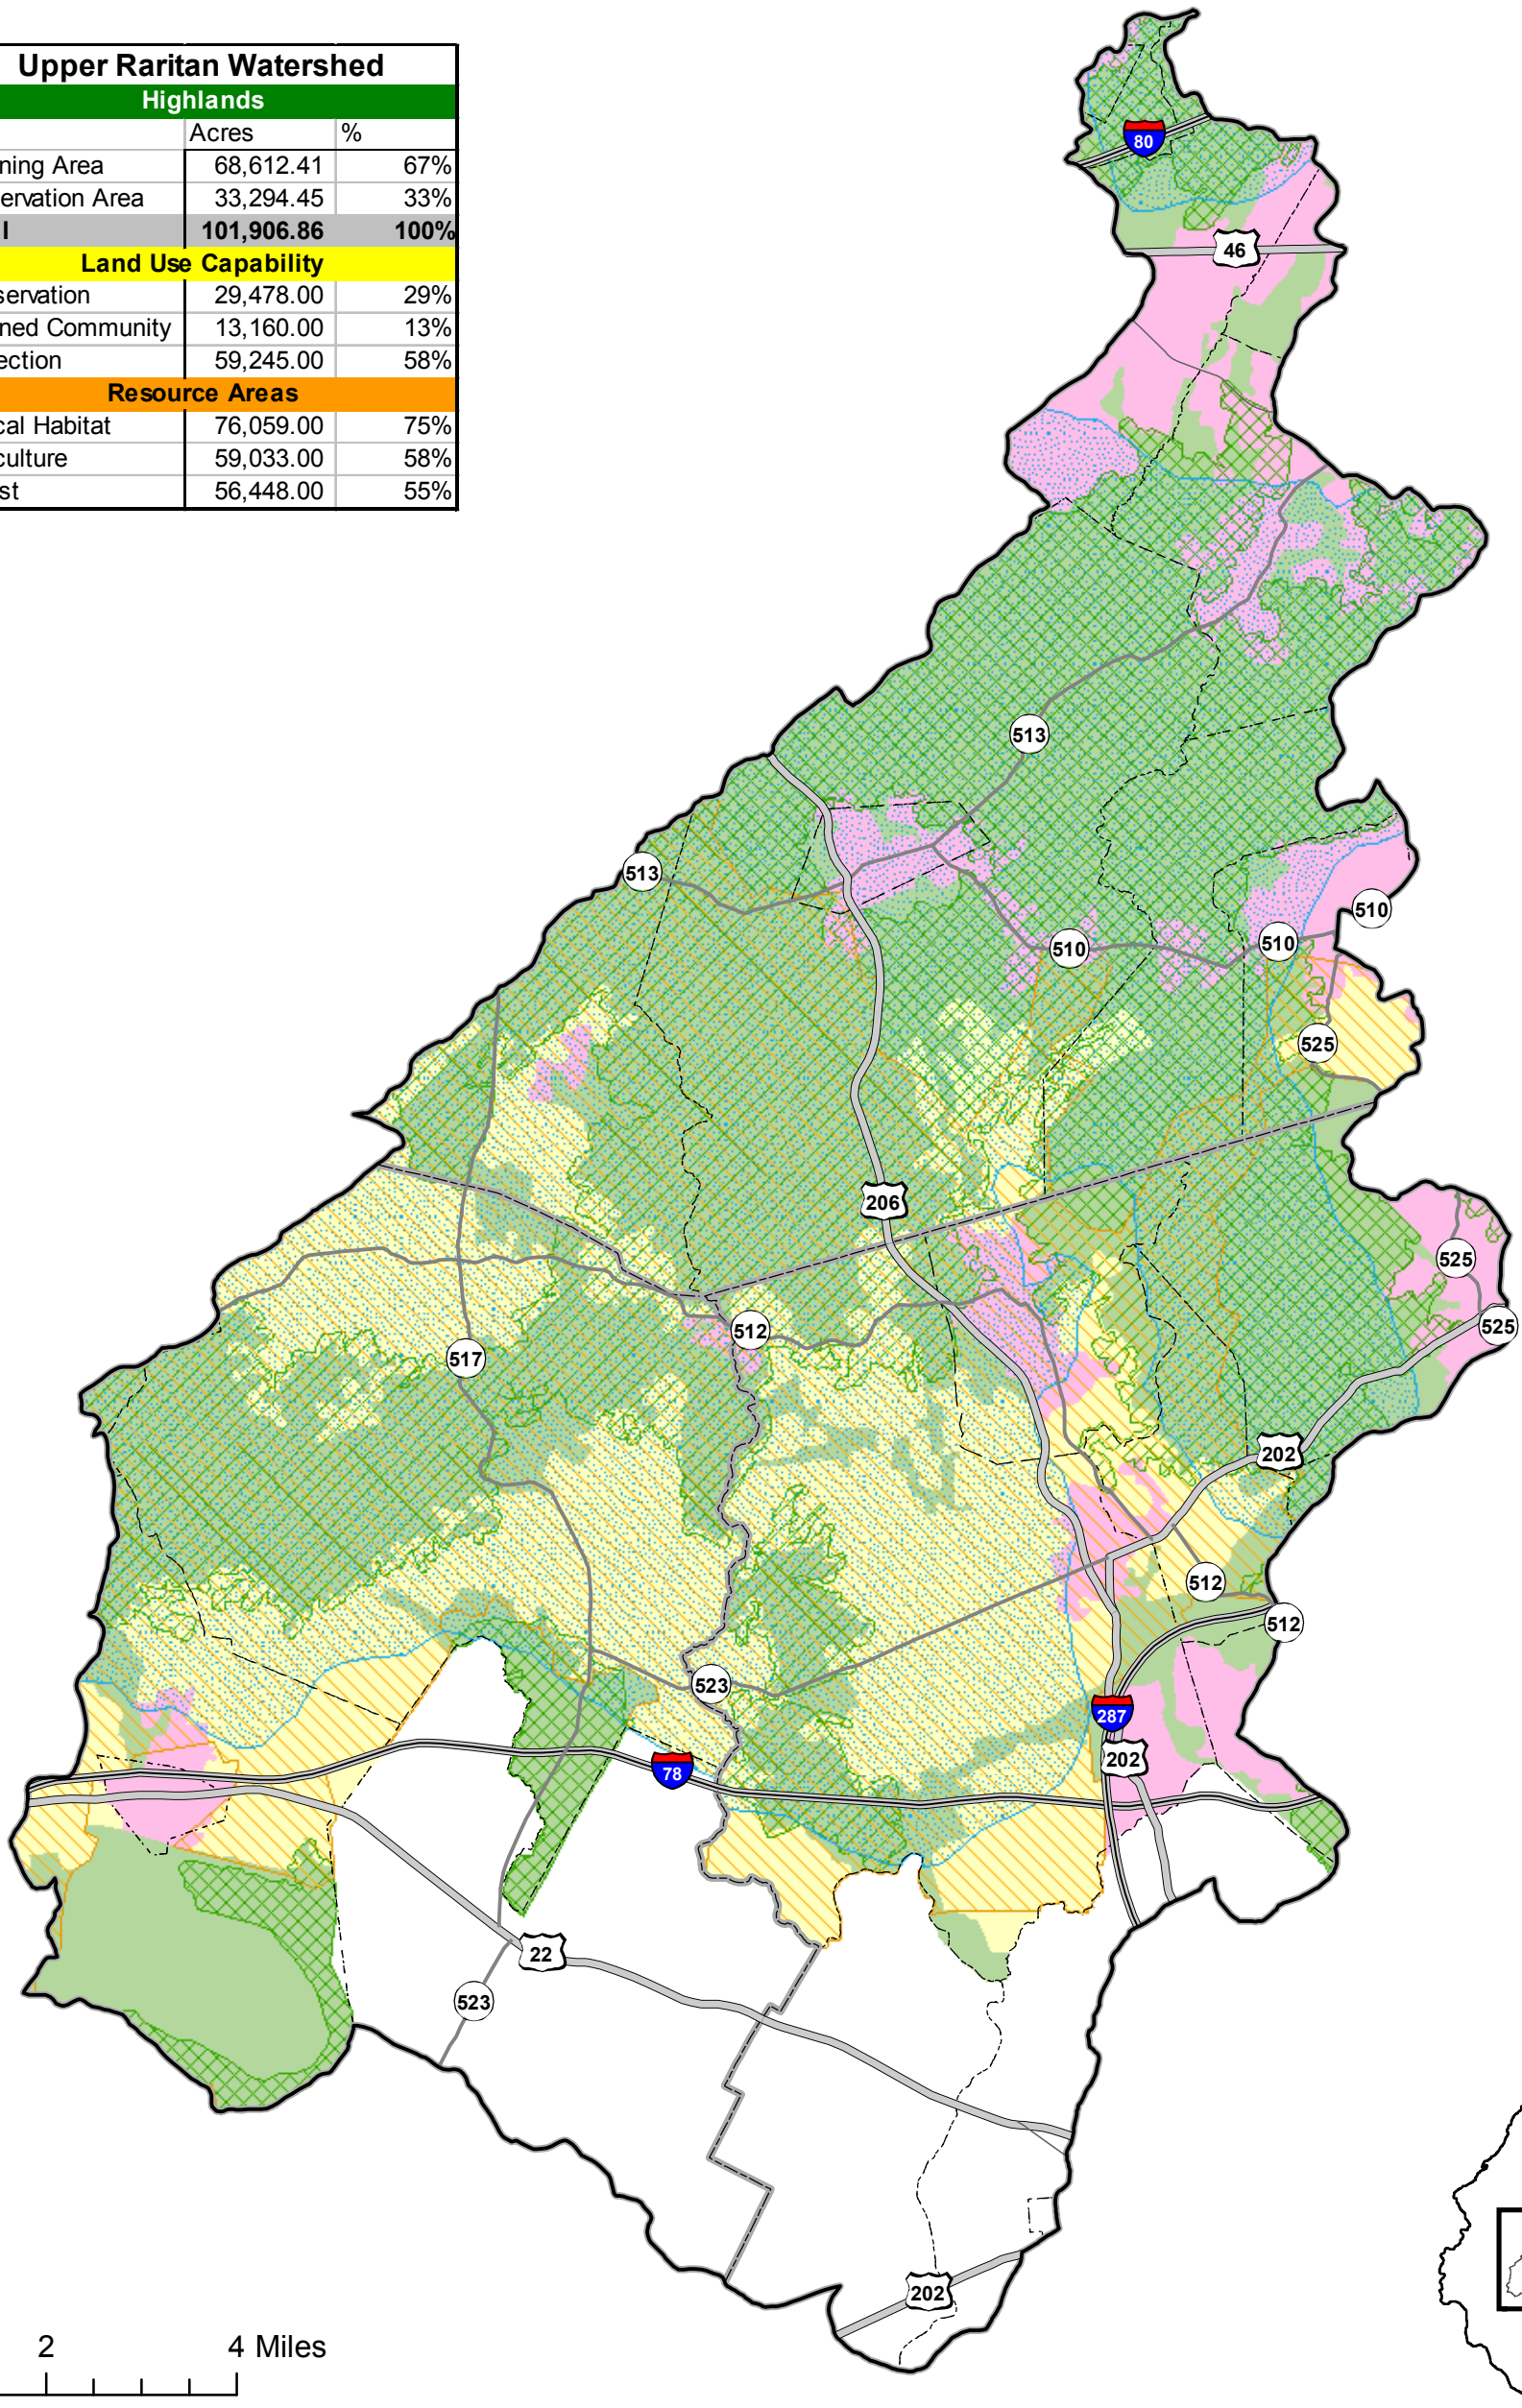 Upper Raritan Watershed
Highlands
Acres %
ning Area 68,612.41 67%
ervation Area 33,294.45 33%
l 101,906.86 100%
Land Use Capability
servation 29,478.00 29%
ned Community 13,160.00 13%
ection 59,245.00 58%
Resource Areas
cal Habitat 76,059.00 75%
culture 59,033.00 58%
st 56,448.00 55%
80
46
513
513
510
510
510
525
206
525
525
512
517
202
512
512
523
287
202
78
22
523
202
2 4 Miles